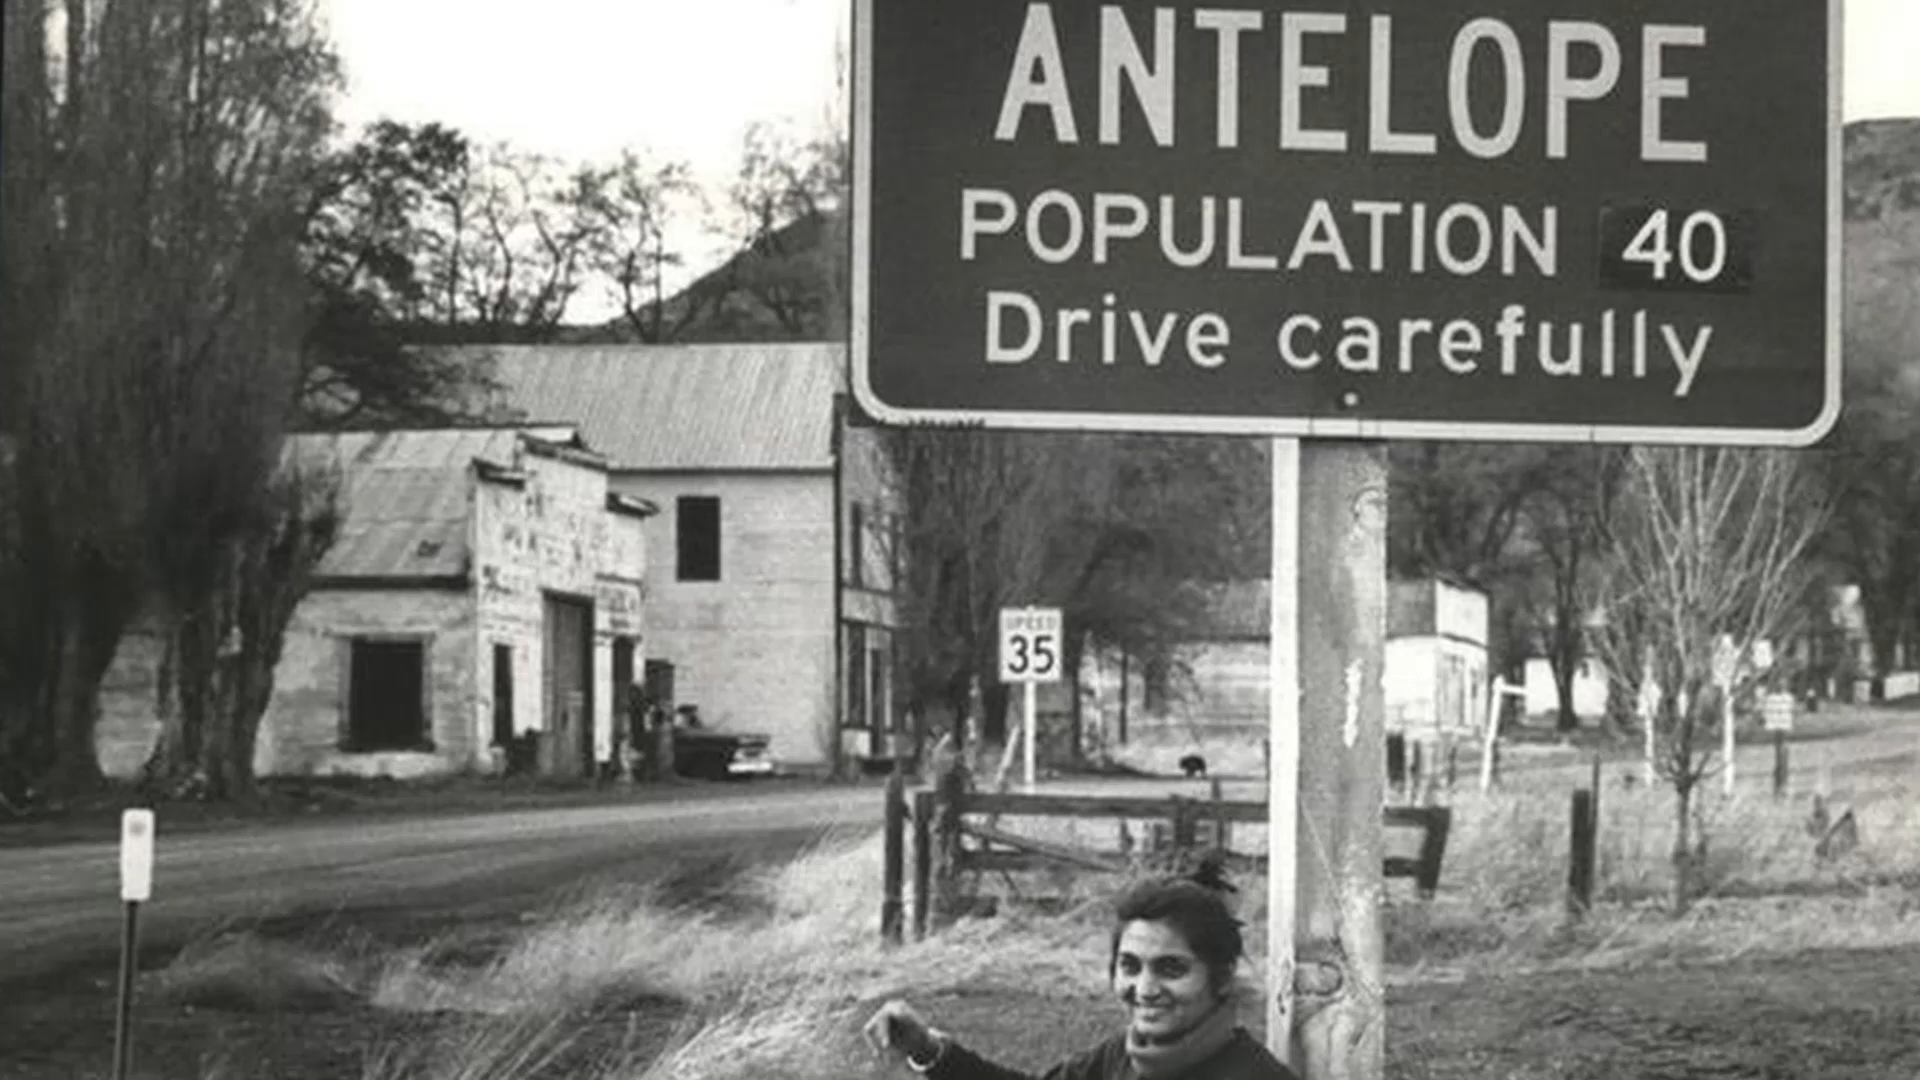 ANTELOPE
POPULATION 40
Drive carefully
SPEED
35